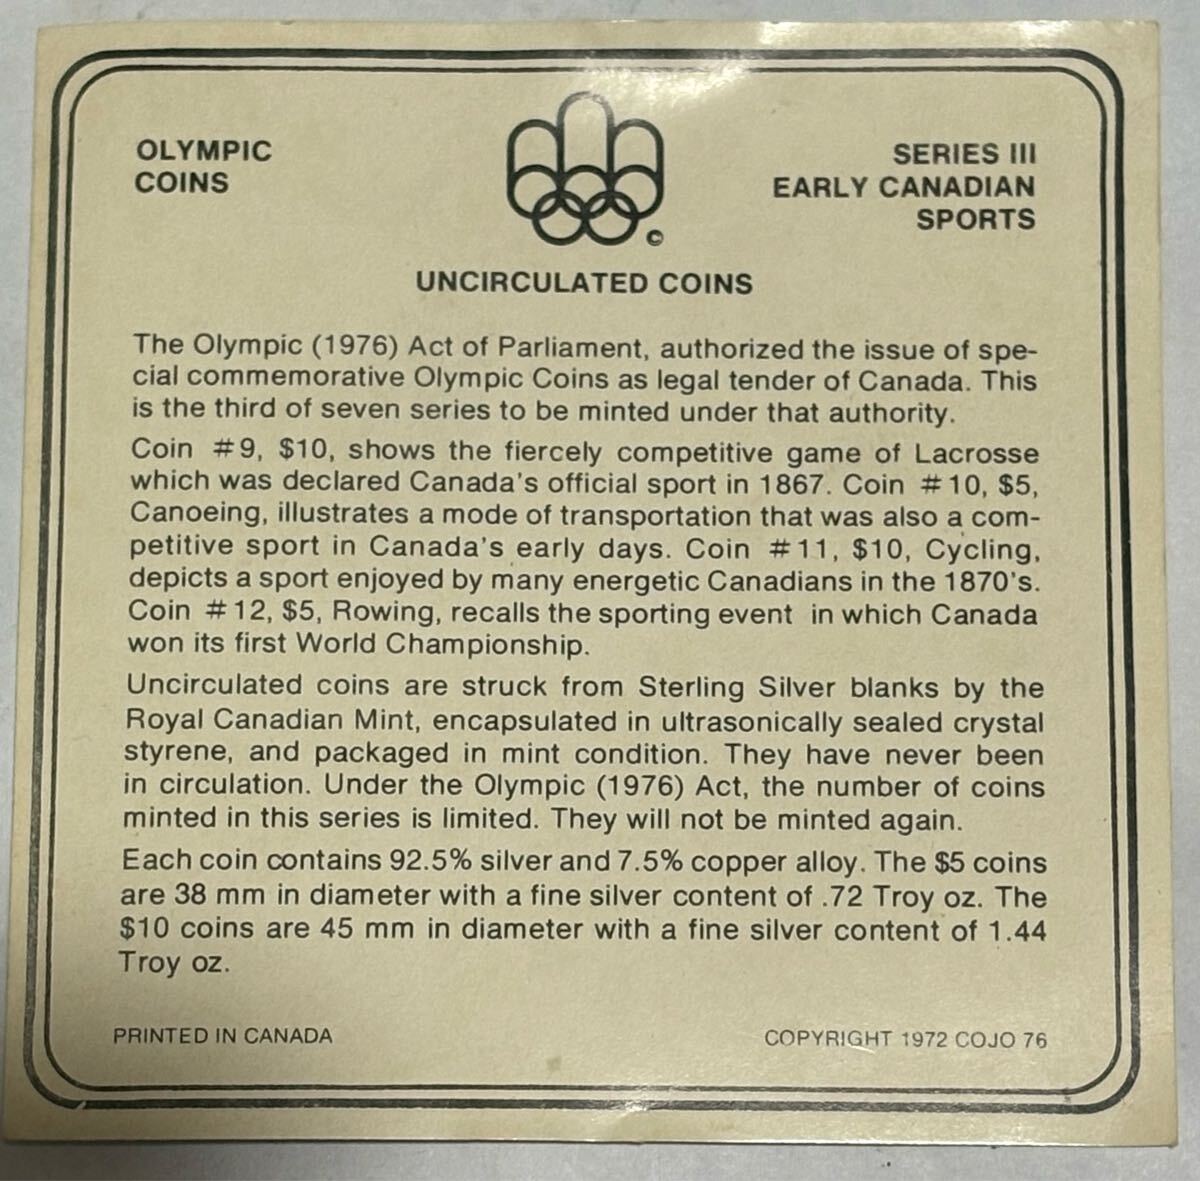 OLYMPIC
COINS
SERIES III
EARLY CANADIAN
SPORTS
©
UNCIRCULATED COINS
The Olympic (1976) Act of Parliament, authorized the issue of spe-
cial commemorative Olympic Coins as legal tender of Canada. This
is the third of seven series to be minted under that authority.
Coin #9, $10, shows the fiercely competitive game of Lacrosse
which was declared Canada's official sport in 1867. Coin #10, $5,
Canoeing, illustrates a mode of transportation that was also a com-
petitive sport in Canada's early days. Coin #11, $10, Cycling,
depicts a sport enjoyed by many energetic Canadians in the 1870's.
Coin #12, $5, Rowing, recalls the sporting event in which Canada
won its first World Championship.
Uncirculated coins are struck from Sterling Silver blanks by the
Royal Canadian Mint, encapsulated in ultrasonically sealed crystal
styrene, and packaged in mint condition. They have never been
in circulation. Under the Olympic (1976) Act, the number of coins
minted in this series is limited. They will not be minted again.
Each coin contains 92.5% silver and 7.5% copper alloy. The $5 coins
are 38 mm in diameter with a fine silver content of .72 Troy oz. The
$10 coins are 45 mm in diameter with a fine silver content of 1.44
Troy oz.
PRINTED IN CANADA
COPYRIGHT 1972 COJO 76